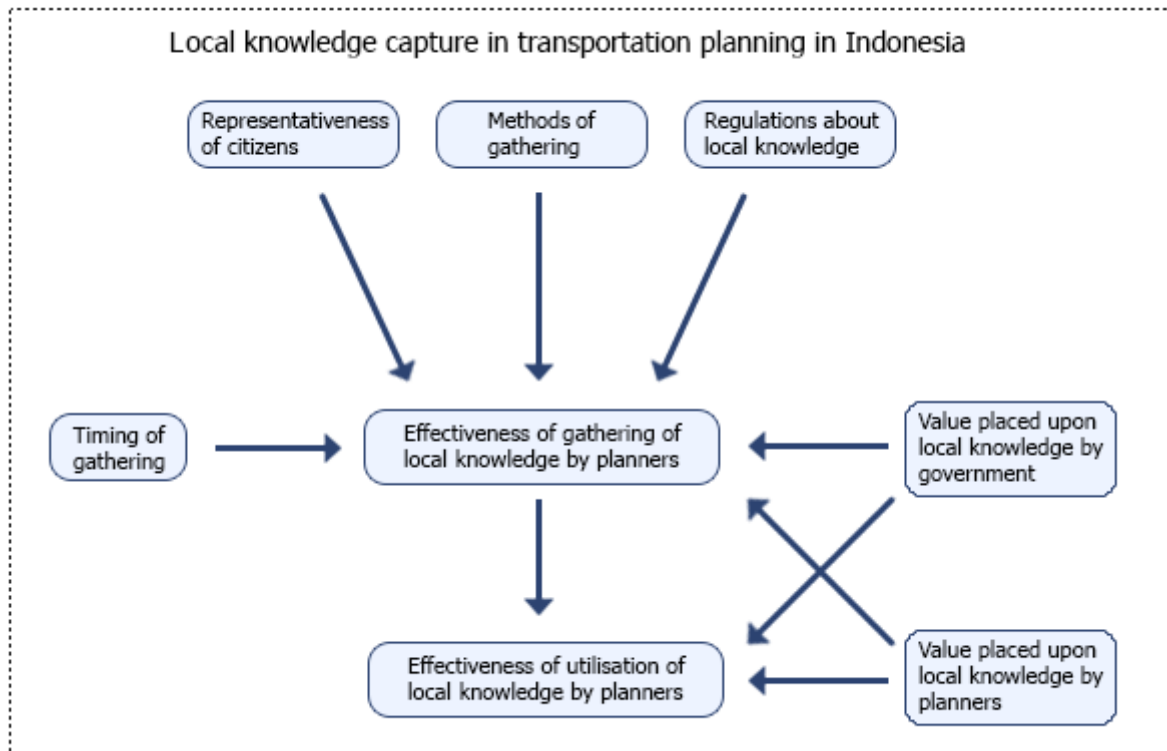 Local knowledge capture in transportation planning in Indonesia
Representativeness
of citizens
Methods of
gathering
Regulations about
local knowledge
Timing of
gathering
Effectiveness of gathering of
local knowledge by planners
Value placed upon
local knowledge by
government
Effectiveness of utilisation of
local knowledge by planners
Value placed upon
local knowledge by
planners